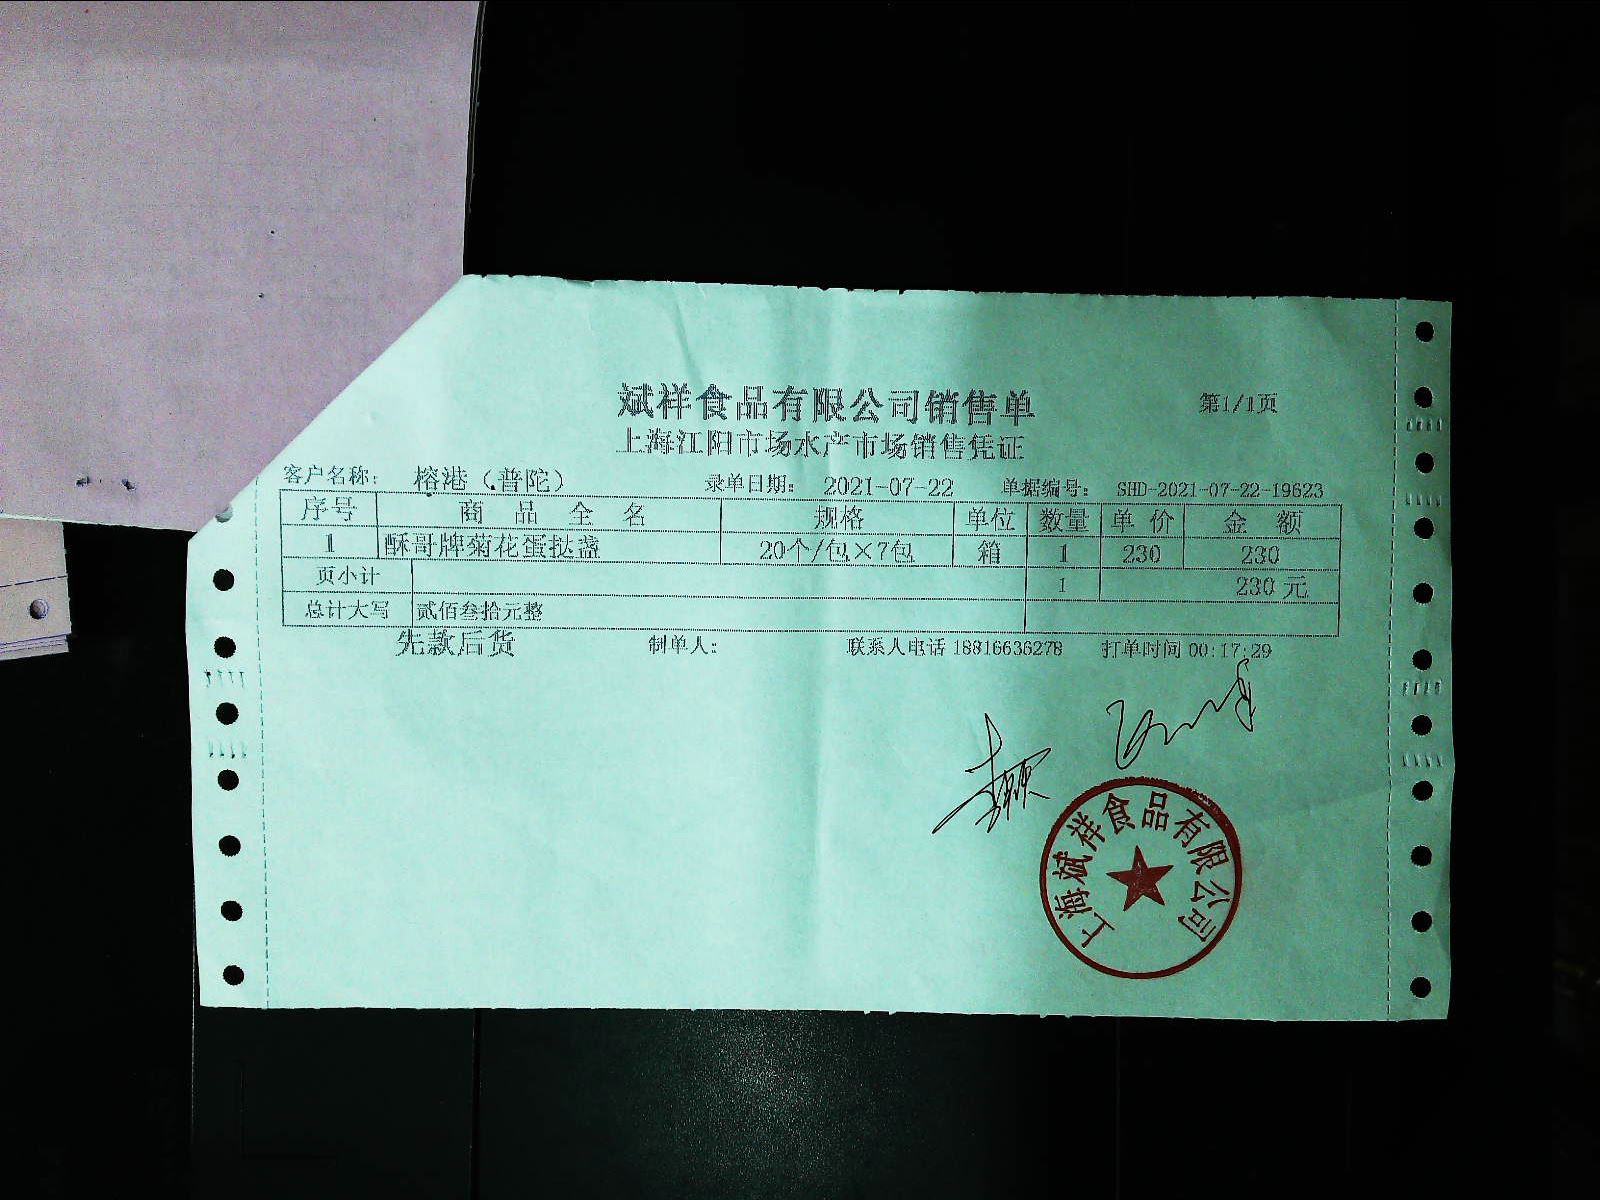 斌祥食品有限公司销售单 第1/1页
上海江阳市场水产市场销售凭证
客户名称： 榕港（普陀） 录单日期： 2021-07-22 单据编号： SHD-2021-07-22-19623
序号 商 品 全 名 规格 单位 数量 单 价 金 额
1 酥哥牌菊花蛋挞盏 20个/包×7包 箱 1 230 230
页小计 1 230 元
总计大写 贰佰叁拾元整
先款后货 制单人： 联系人电话 18816636278 打单时间 00:17:29
上海斌祥食品有限公司